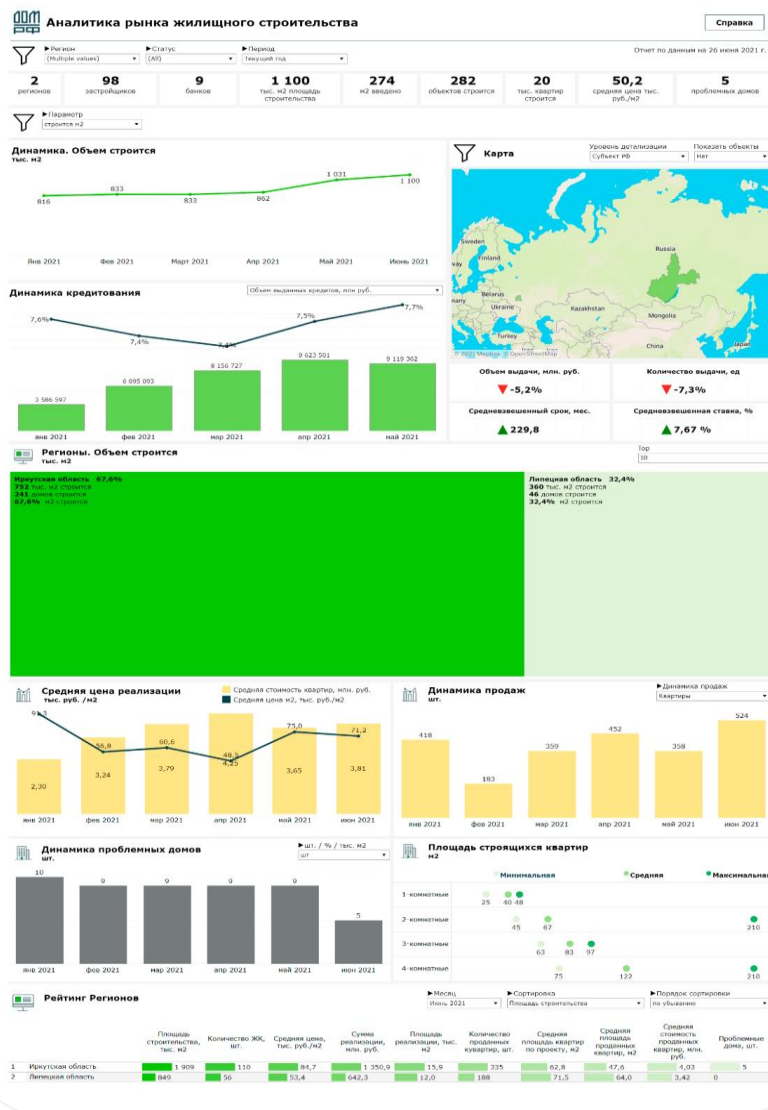 ДОМ
РФ
Аналитика рынка жилищного строительства
Справка
▶Регион
(Multiple values)
▶Статус
(All)
▶Период
Текущий год
Отчет по данным на 26 июня 2021 г.
2
регионов
98
застройщиков
9
банков
1 100
тыс. м2 площадь
строительства
274
м2 введено
282
объектов строится
20
тыс. квартир
строится
50,2
средняя цена тыс.
руб./м2
5
проблемных домов
▶Параметр
строится м2
Динамика. Объем строится
тыс. м2
816
833
833
862
1 031
1 100
Янв 2021
Фев 2021
Март 2021
Апр 2021
Май 2021
Июнь 2021
Карта
Уровень детализации
Субъект РФ
Показать объекты
Нет
Sweden
Finland
way
Russia
Belarus
many
Ukraine
Kazakhstan
Mongolia
Turkey
China
Japan
Iraq
Iran
© 2021 Mapbox © OpenStreetMap
Динамика кредитования
Объем выданных кредитов, млн руб.
7,6%
7,4%
7,4%
7,5%
7,7%
3 586 597
6 095 093
8 156 727
9 623 501
9 119 362
янв 2021
фев 2021
мар 2021
апр 2021
май 2021
Объем выдачи, млн. руб.
▼-5,2%
Количество выдачи, ед
▼-7,3%
Средневзвешенный срок, мес.
▲229,8
Средневзвешенная ставка, %
▲7,67 %
Регионы. Объем строится
тыс. м2
Top
10
Иркутская область 67,6%
752 тыс. м2 строится
241 домов строится
67,6% м2 строится
Липецкая область 32,4%
360 тыс. м2 строится
46 домов строится
32,4% м2 строится
Средняя цена реализации
тыс. руб. /м2
Средняя стоимость квартир, млн. руб.
Средняя цена м2, тыс. руб./м2
91,3
56,8
60,6
46,5
75,6
71,2
2,30
3,24
3,79
4,25
3,65
3,81
янв 2021
фев 2021
мар 2021
апр 2021
май 2021
июн 2021
Динамика продаж
шт.
▶Динамика продаж
Квартиры
418
183
359
452
358
524
янв 2021
фев 2021
мар 2021
апр 2021
май 2021
июн 2021
Динамика проблемных домов
шт.
▶шт. / % / тыс. м2
шт
10
9
9
9
9
5
янв 2021
фев 2021
мар 2021
апр 2021
май 2021
июн 2021
Площадь строящихся квартир
м2
Минимальная
Средняя
Максимальная
1-комнатные
25 40 48
2-комнатные
45 67 210
3-комнатные
63 83 97
4-комнатные
75 122 210
Рейтинг Регионов
▶Месяц
Июнь 2021
▶Сортировка
Площадь строительства
▶Порядок сортировки
по убыванию
Площадь строительства, тыс. м2
Количество ЖК, шт.
Средняя цена, тыс. руб./м2
Сумма реализации, млн. руб.
Площадь реализации, тыс. м2
Количество проданных кувартир, шт.
Средняя площадь квартир по проекту, м2
Средняя площадь проданных квартир, м2
Средняя стоимость проданных квартир, млн. руб.
Проблемные дома, шт.
1 Иркутская область 1 909 110 84,7 1 350,9 15,9 335 62,8 47,6 4,03 5
2 Липецкая область 849 56 53,4 642,3 12,0 188 71,5 64,0 3,42 0